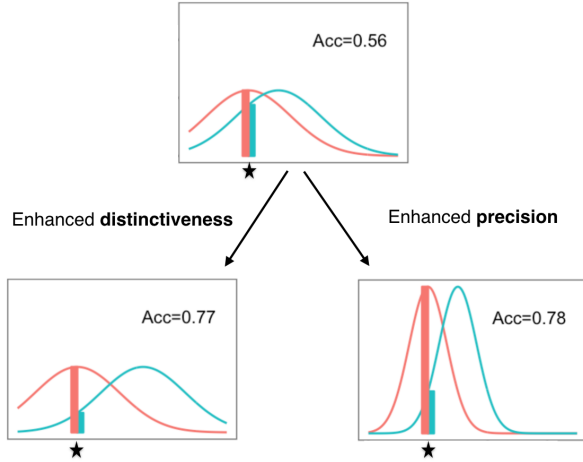 Acc=0.56
Enhanced distinctiveness
Enhanced precision
Acc=0.77
Acc=0.78